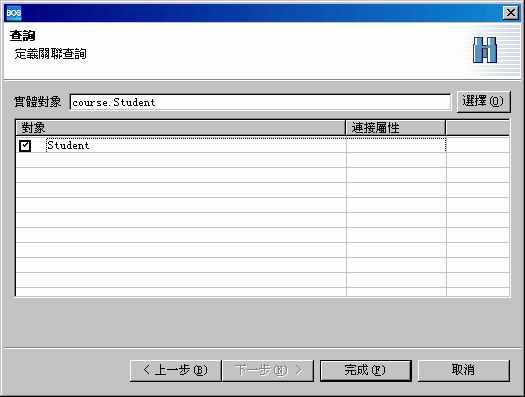 BOS
查詢
定義關聯查詢
實體對象 course.Student 選擇(O)
對象 連接屬性
Student
< 上一步(B) 下一步(N) > 完成(F) 取消